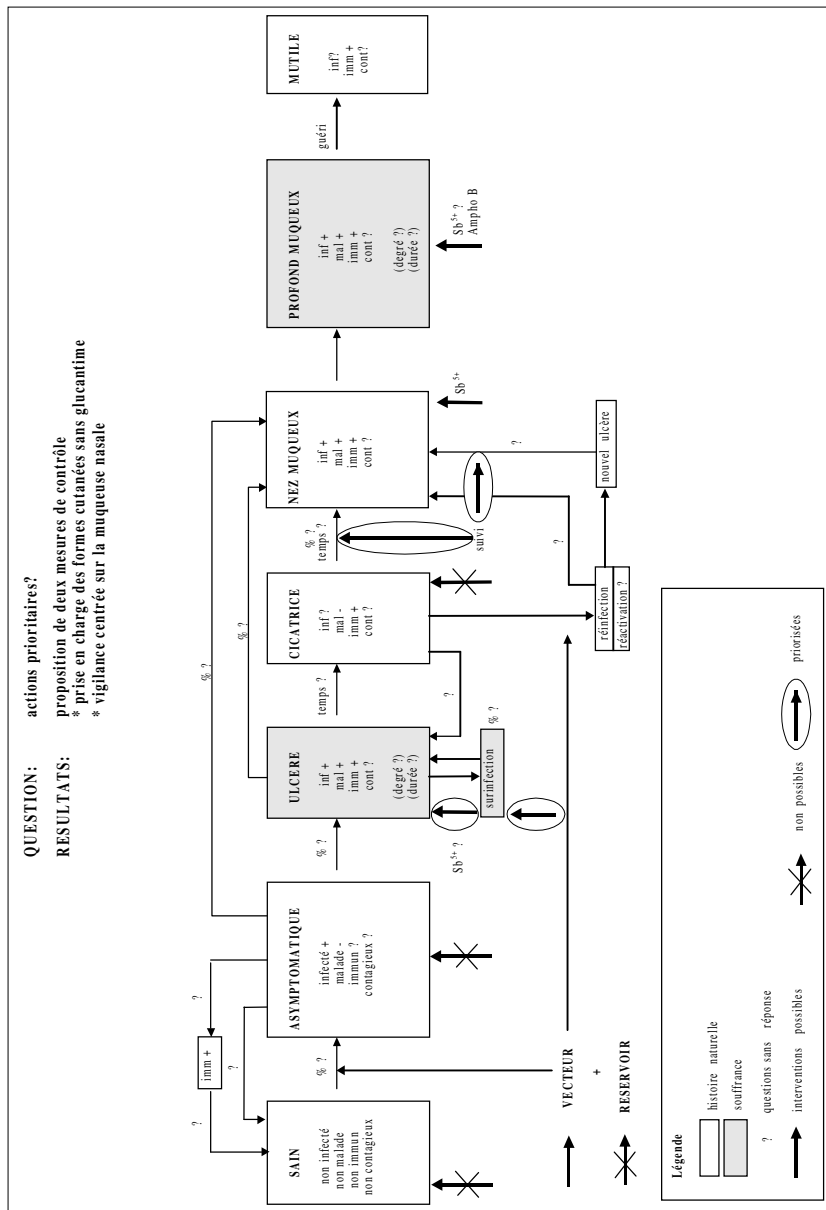 QUESTION: actions prioritaires?
RESULTATS: proposition de deux mesures de contrôle
* prise en charge des formes cutanées sans glucantime
* vigilance centrée sur la muqueuse nasale
% ?
% ?
?
imm +
?
?
SAIN
non infecté
non malade
non immun
non contagieux
% ?
ASYMPTOMATIQUE
infecté +
malade -
immun ?
contagieux ?
% ?
ULCERE
inf +
mal +
imm +
cont ?
(degré ?)
(durée ?)
temps ?
CICATRICE
inf ?
mal -
imm +
cont ?
% ?
temps ?
NEZ MUQUEUX
inf +
mal +
imm +
cont ?
PROFOND MUQUEUX
inf +
mal +
imm +
cont ?
(degré ?)
(durée ?)
guéri
MUTILE
inf?
imm +
cont?
Sb⁵⁺ ?
surinfection
% ?
?
suivi
Sb⁵⁺
Sb⁵⁺ ?
Ampho B
?
?
VECTEUR
+
RESERVOIR
réinfection
réactivation ?
nouvel ulcère
Légende
histoire naturelle
souffrance
? questions sans réponse
interventions possibles
non possibles
priorisées